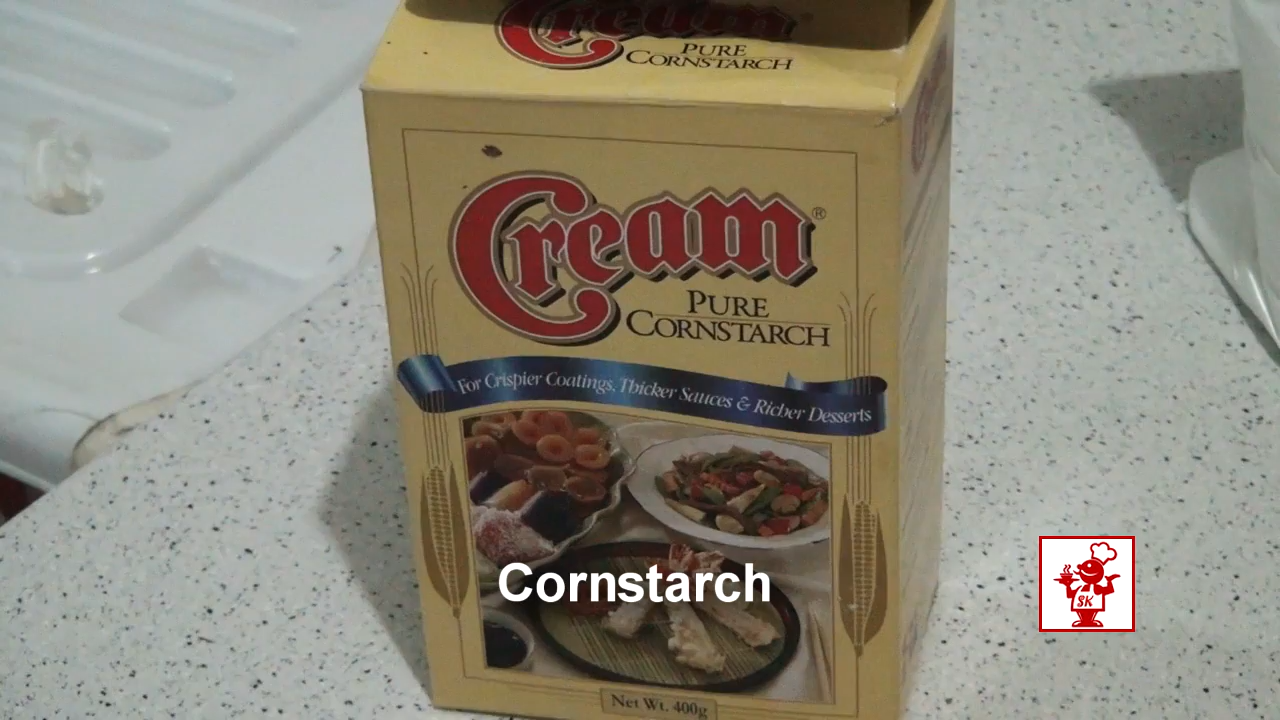 Cream
PURE
CORNSTARCH
Cream®
PURE
CORNSTARCH
For Crispier Coatings, Thicker Sauces & Richer Desserts
Cornstarch
SK
Net Wt. 400g